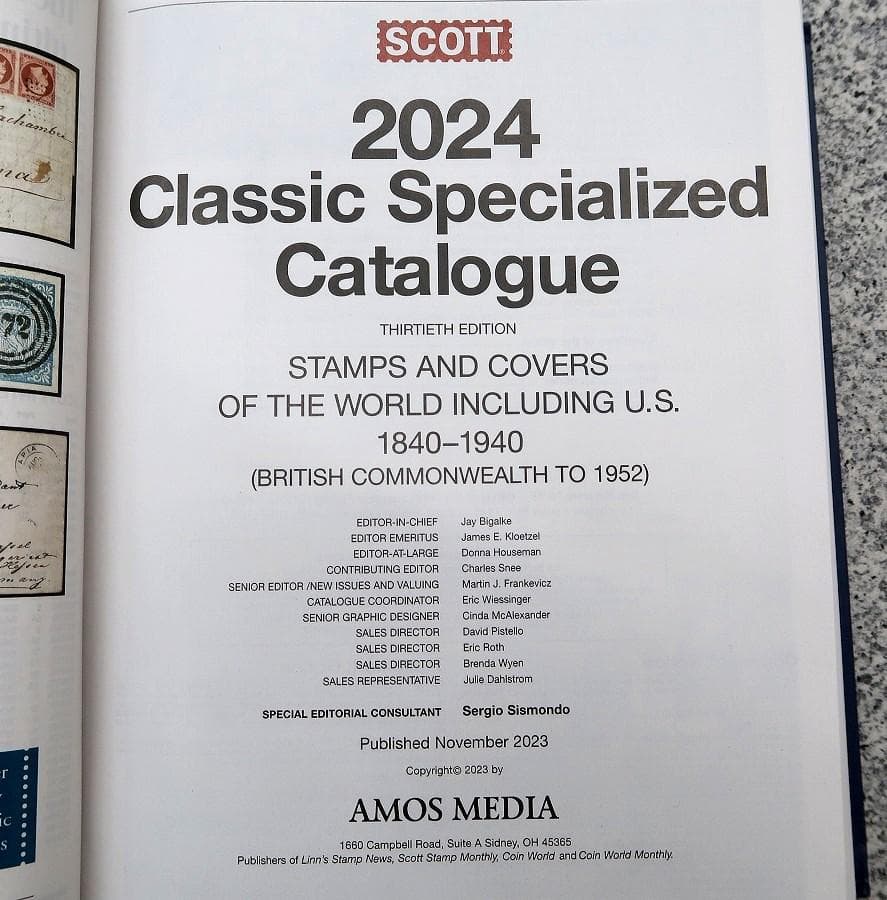 SCOTT
2024
Classic Specialized
Catalogue
THIRTIETH EDITION
STAMPS AND COVERS
OF THE WORLD INCLUDING U.S.
1840–1940
(BRITISH COMMONWEALTH TO 1952)
EDITOR-IN-CHIEF Jay Bigalke
EDITOR EMERITUS James E. Kloetzel
EDITOR-AT-LARGE Donna Houseman
CONTRIBUTING EDITOR Charles Snee
SENIOR EDITOR /NEW ISSUES AND VALUING Martin J. Frankevicz
CATALOGUE COORDINATOR Eric Wiessinger
SENIOR GRAPHIC DESIGNER Cinda McAlexander
SALES DIRECTOR David Pistello
SALES DIRECTOR Eric Roth
SALES DIRECTOR Brenda Wyen
SALES REPRESENTATIVE Julie Dahlstrom
SPECIAL EDITORIAL CONSULTANT Sergio Sismondo
Published November 2023
Copyright© 2023 by
AMOS MEDIA
1660 Campbell Road, Suite A Sidney, OH 45365
Publishers of Linn's Stamp News, Scott Stamp Monthly, Coin World and Coin World Monthly.
72
APIA